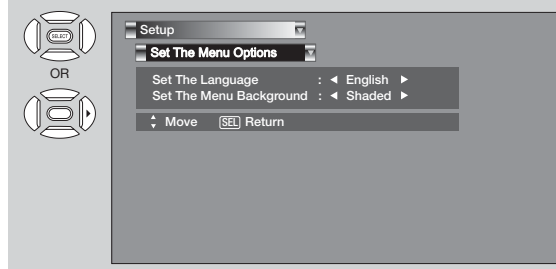 SELECT
OR
Setup
Set The Menu Options
Set The Language : ◀ English ▶
Set The Menu Background : ◀ Shaded ▶
Move SEL Return